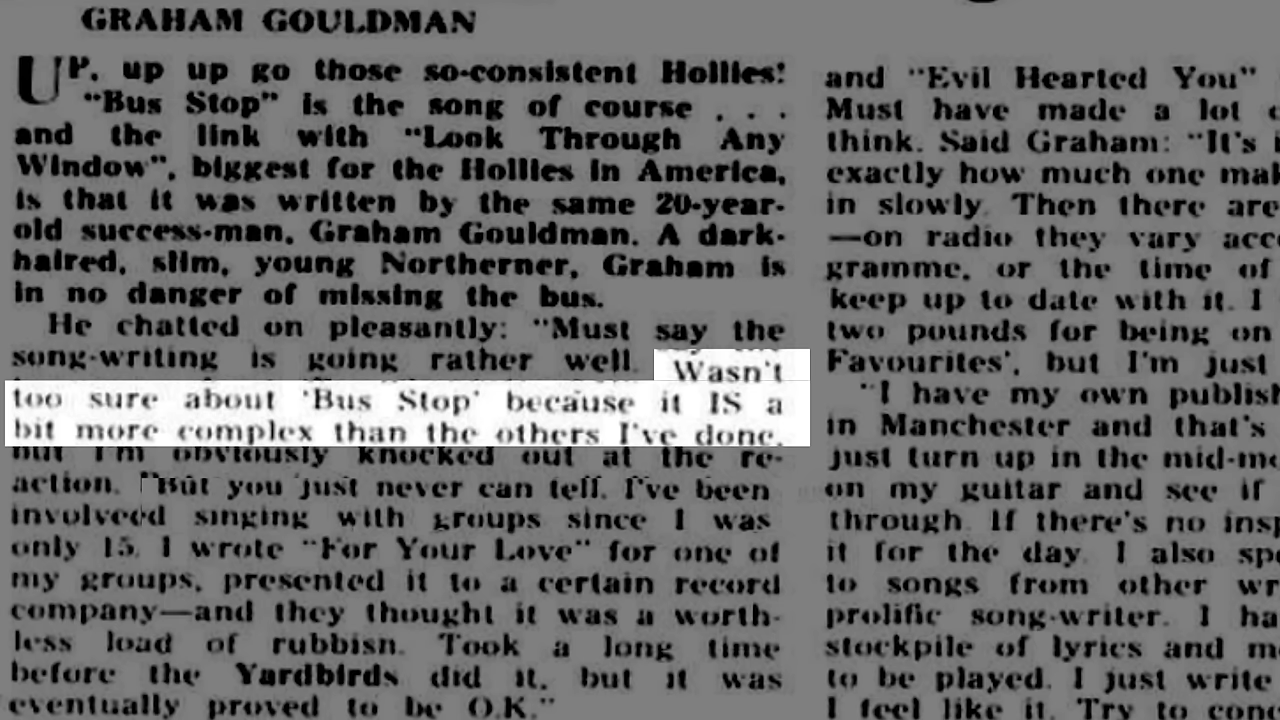 GRAHAM GOULDMAN
UP, up up go those so-consistent Hollies!
"Bus Stop" is the song of course . . .
and the link with "Look Through Any
Window", biggest for the Hollies in America,
is that it was written by the same 20-year-
old success-man, Graham Gouldman. A dark-
haired, slim, young Northerner, Graham is
in no danger of missing the bus.
He chatted on pleasantly: "Must say the
song-writing is going rather well. Wasn't
too sure about 'Bus Stop' because it IS a
bit more complex than the others I've done,
but I'm obviously knocked out at the re-
action. "But you just never can tell. I've been
involveed singing with groups since I was
only 15. I wrote "For Your Love" for one of
my groups, presented it to a certain record
company—and they thought it was a worth-
less load of rubbisn. Took a long time
before the Yardbirds did it, but it was
eventually proved to be O.K."
and "Evil Hearted You"
Must have made a lot
think. Said Graham: "It's
exactly how much one
in slowly. Then there are
—on radio they vary
gramme, or the time of
keep up to date with it. I
two pounds for being on
Favourites', but I'm just
"I have my own
in Manchester and that's
just turn up in the
on my guitar and see if
through. If there's no
it for the day. I also
to songs from other
prolific song-writer. I
stockpile of lyrics and
to be played. I just write
I feel like it. Try to